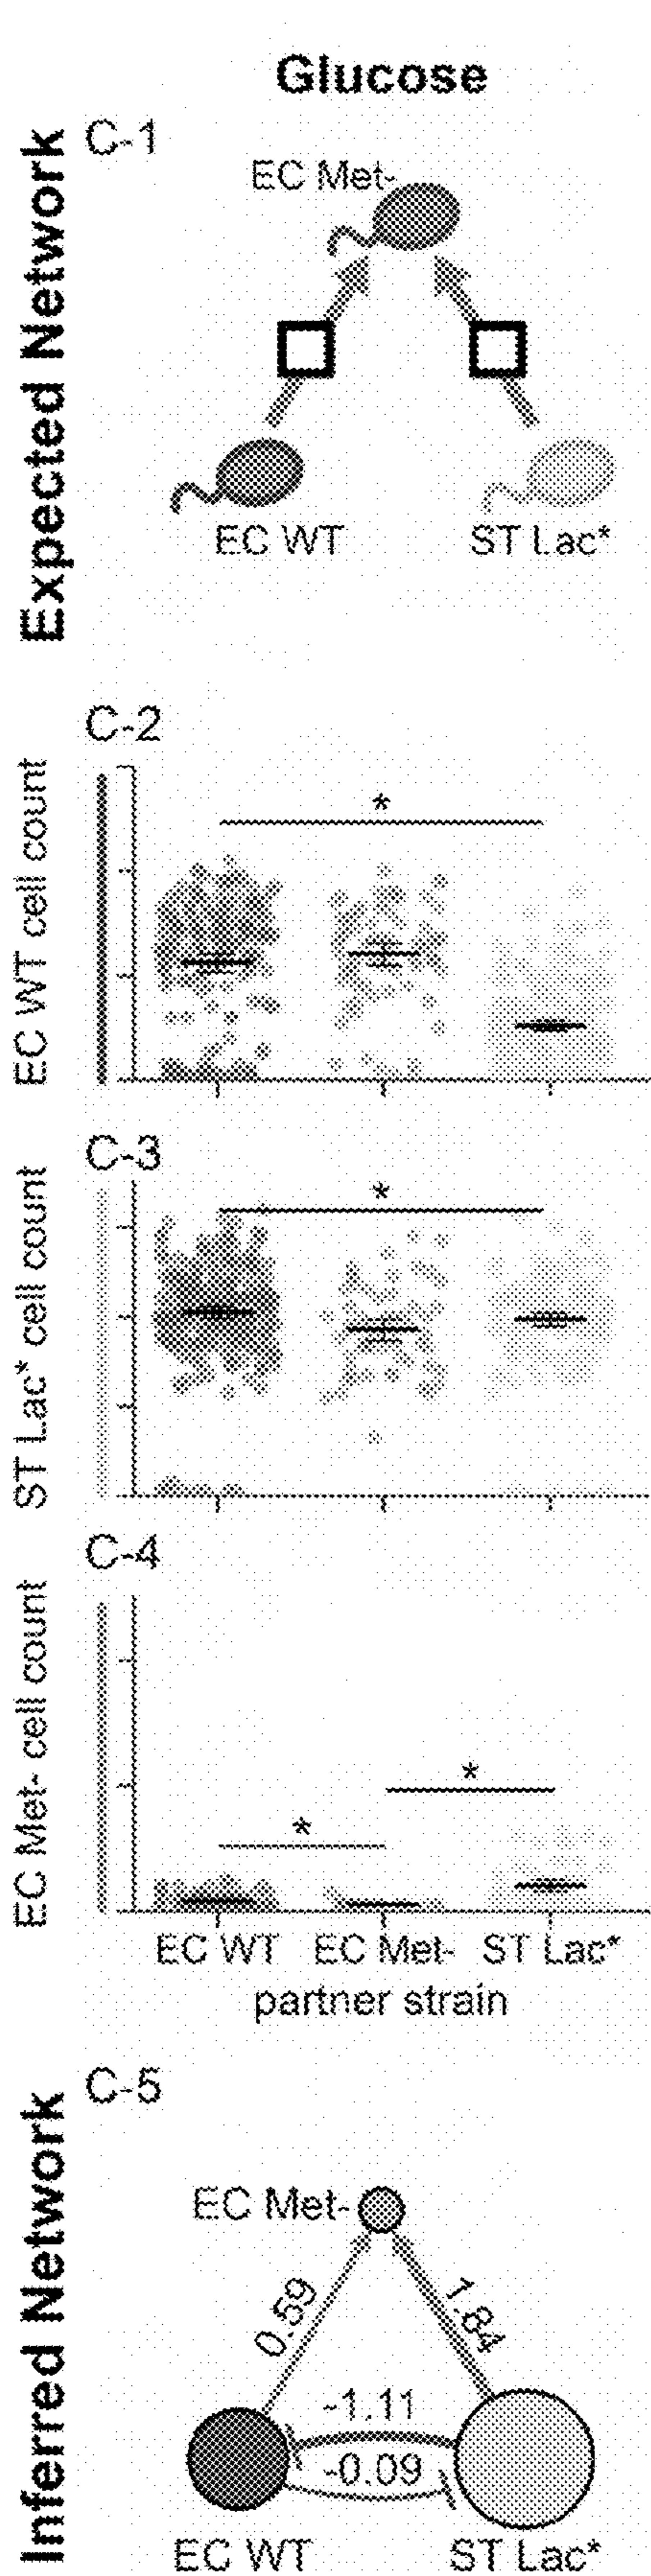 Glucose
Expected Network
C-1
EC Met-
EC WT
ST Lac*
C-2
EC WT cell count
*
C-3
ST Lac* cell count
*
C-4
EC Met- cell count
*
*
EC WT
EC Met-
ST Lac*
partner strain
Inferred Network
C-5
EC Met-
0.59
1.84
-1.11
-0.09
EC WT
ST Lac*